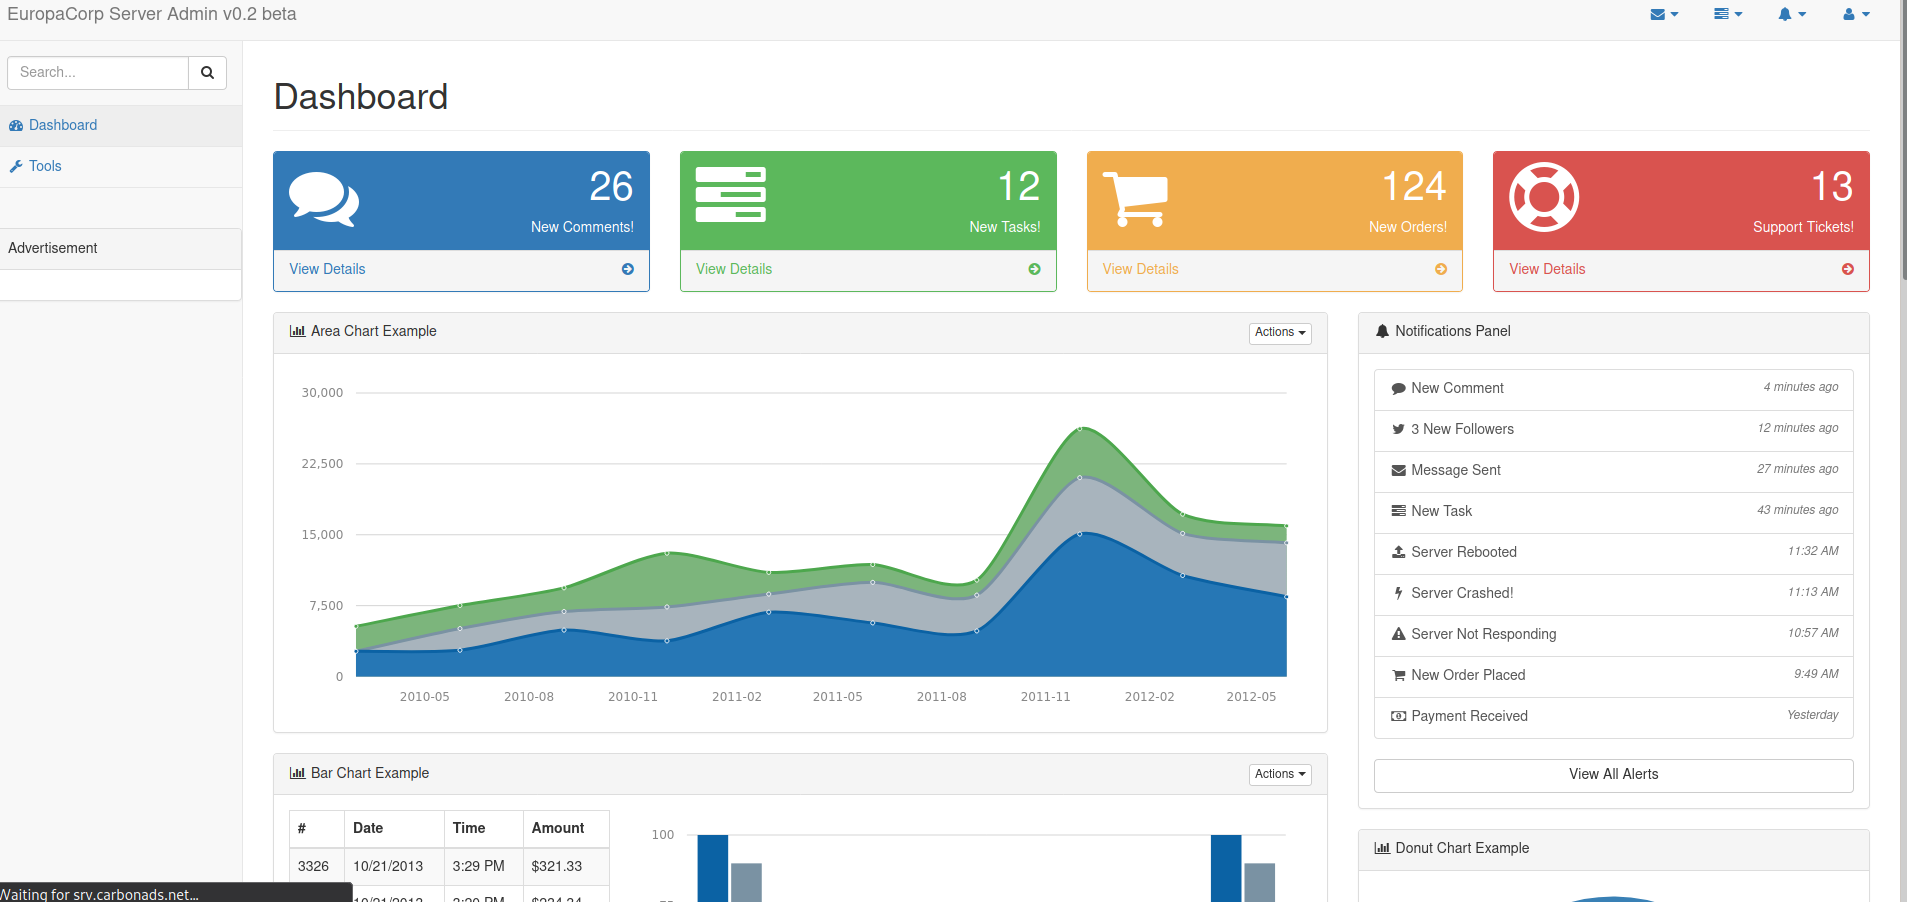 EuropaCorp Server Admin v0.2 beta
Search...
Dashboard
Tools
Advertisement
Dashboard
26
New Comments!
View Details
12
New Tasks!
View Details
124
New Orders!
View Details
13
Support Tickets!
View Details
Area Chart Example
Actions
30,000
22,500
15,000
7,500
0
2010-05 2010-08 2010-11 2011-02 2011-05 2011-08 2011-11 2012-02 2012-05
Notifications Panel
New Comment 4 minutes ago
3 New Followers 12 minutes ago
Message Sent 27 minutes ago
New Task 43 minutes ago
Server Rebooted 11:32 AM
Server Crashed! 11:13 AM
Server Not Responding 10:57 AM
New Order Placed 9:49 AM
Payment Received Yesterday
View All Alerts
Bar Chart Example
Actions
# Date Time Amount
3326 10/21/2013 3:29 PM $321.33
10/21/2013 3:20 PM $234.34
100
75
Donut Chart Example
Waiting for srv.carbonads.net...